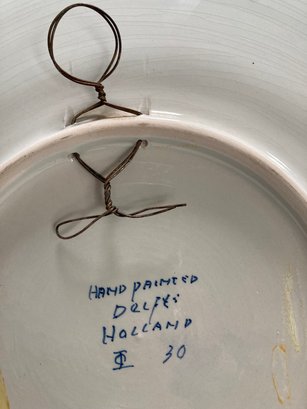 HAND PAINTED
DELFTS
HOLLAND
30